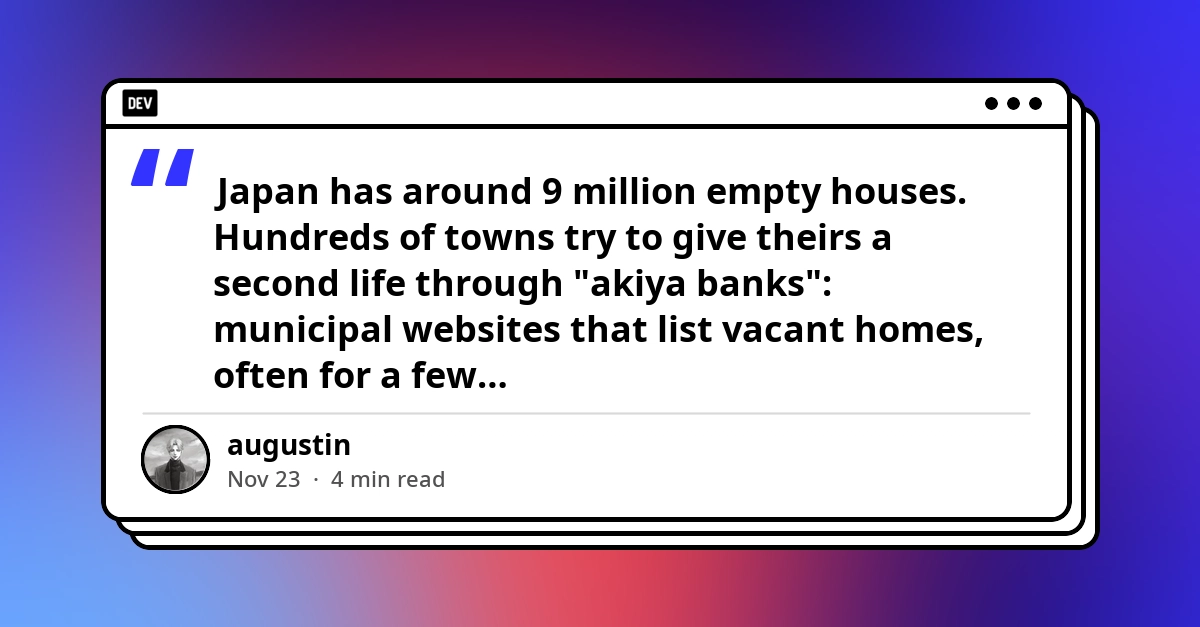 DEV
“ Japan has around 9 million empty houses.
Hundreds of towns try to give theirs a
second life through "akiya banks":
municipal websites that list vacant homes,
often for a few...
augustin
Nov 23 · 4 min read